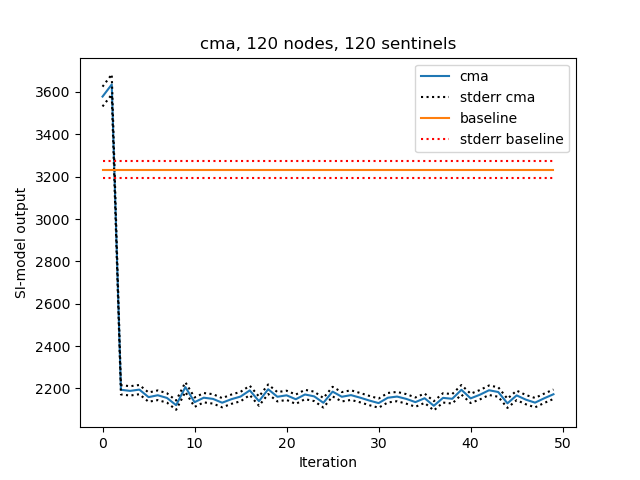 cma, 120 nodes, 120 sentinels
cma
stderr cma
baseline
stderr baseline
SI-model output
3600
3400
3200
3000
2800
2600
2400
2200
0
10
20
30
40
50
Iteration